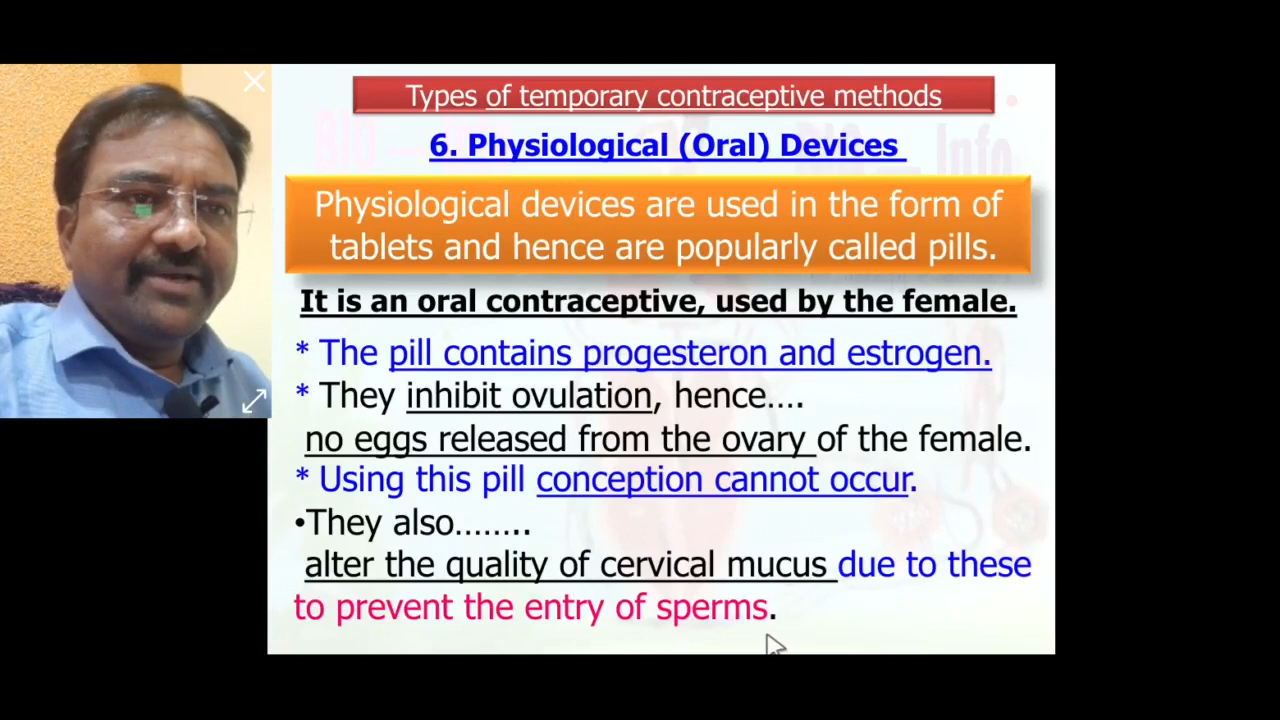 Types of temporary contraceptive methods
6. Physiological (Oral) Devices
Physiological devices are used in the form of
tablets and hence are popularly called pills.
It is an oral contraceptive, used by the female.
* The pill contains progesteron and estrogen.
* They inhibit ovulation, hence….
no eggs released from the ovary of the female.
* Using this pill conception cannot occur.
•They also……..
alter the quality of cervical mucus due to these
to prevent the entry of sperms.